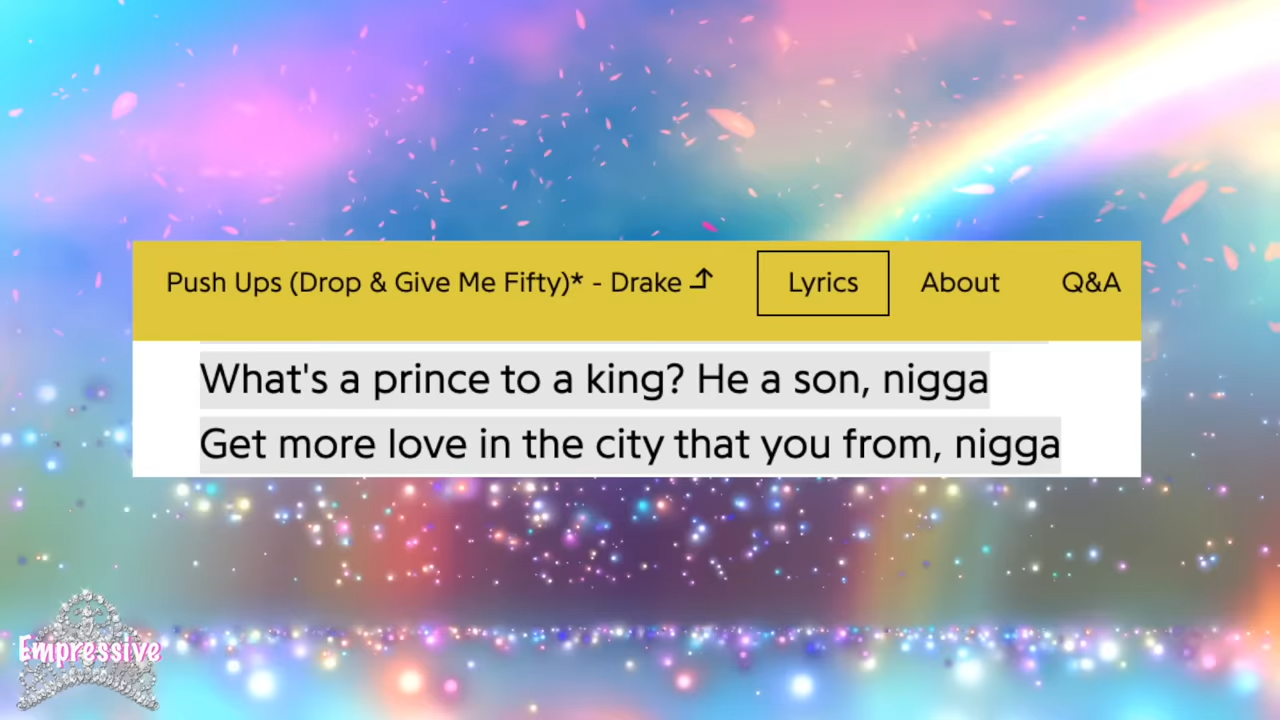 Push Ups (Drop & Give Me Fifty)* - Drake Lyrics About Q&A
What's a prince to a king? He a son, nigga
Get more love in the city that you from, nigga
Empressive